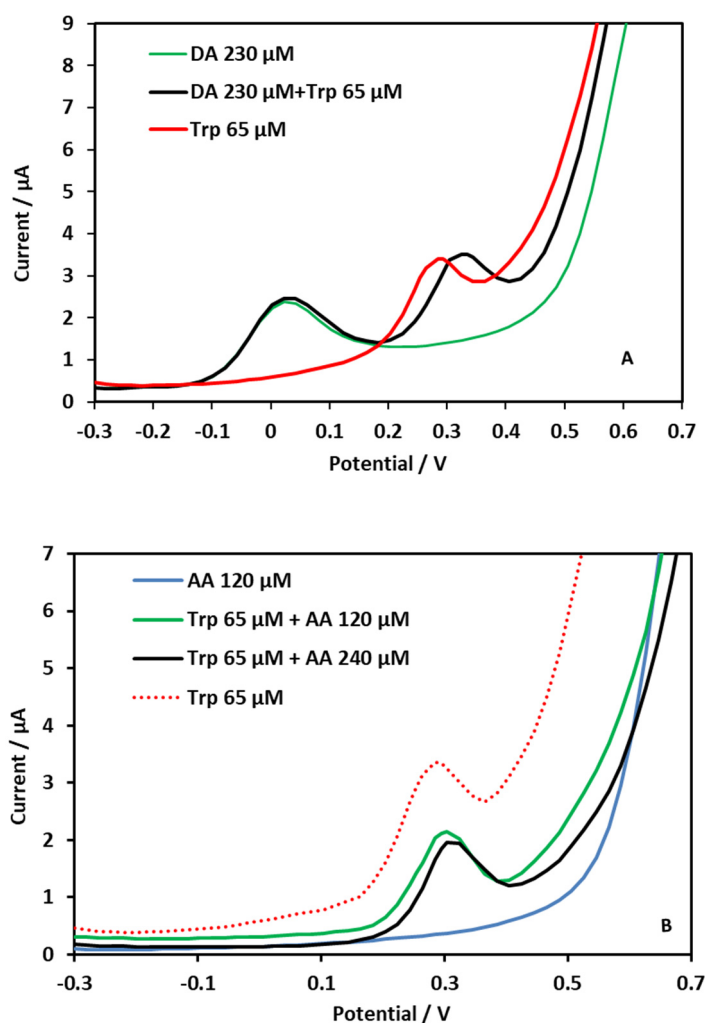 9
8
7
6
5
4
3
2
1
0
Current / µA
DA 230 µM
DA 230 µM+Trp 65 µM
Trp 65 µM
A
-0.3 -0.2 -0.1 0 0.1 0.2 0.3 0.4 0.5 0.6 0.7
Potential / V
7
6
5
4
3
2
1
0
Current / µA
AA 120 µM
Trp 65 µM + AA 120 µM
Trp 65 µM + AA 240 µM
Trp 65 µM
B
-0.3 -0.1 0.1 0.3 0.5 0.7
Potential / V